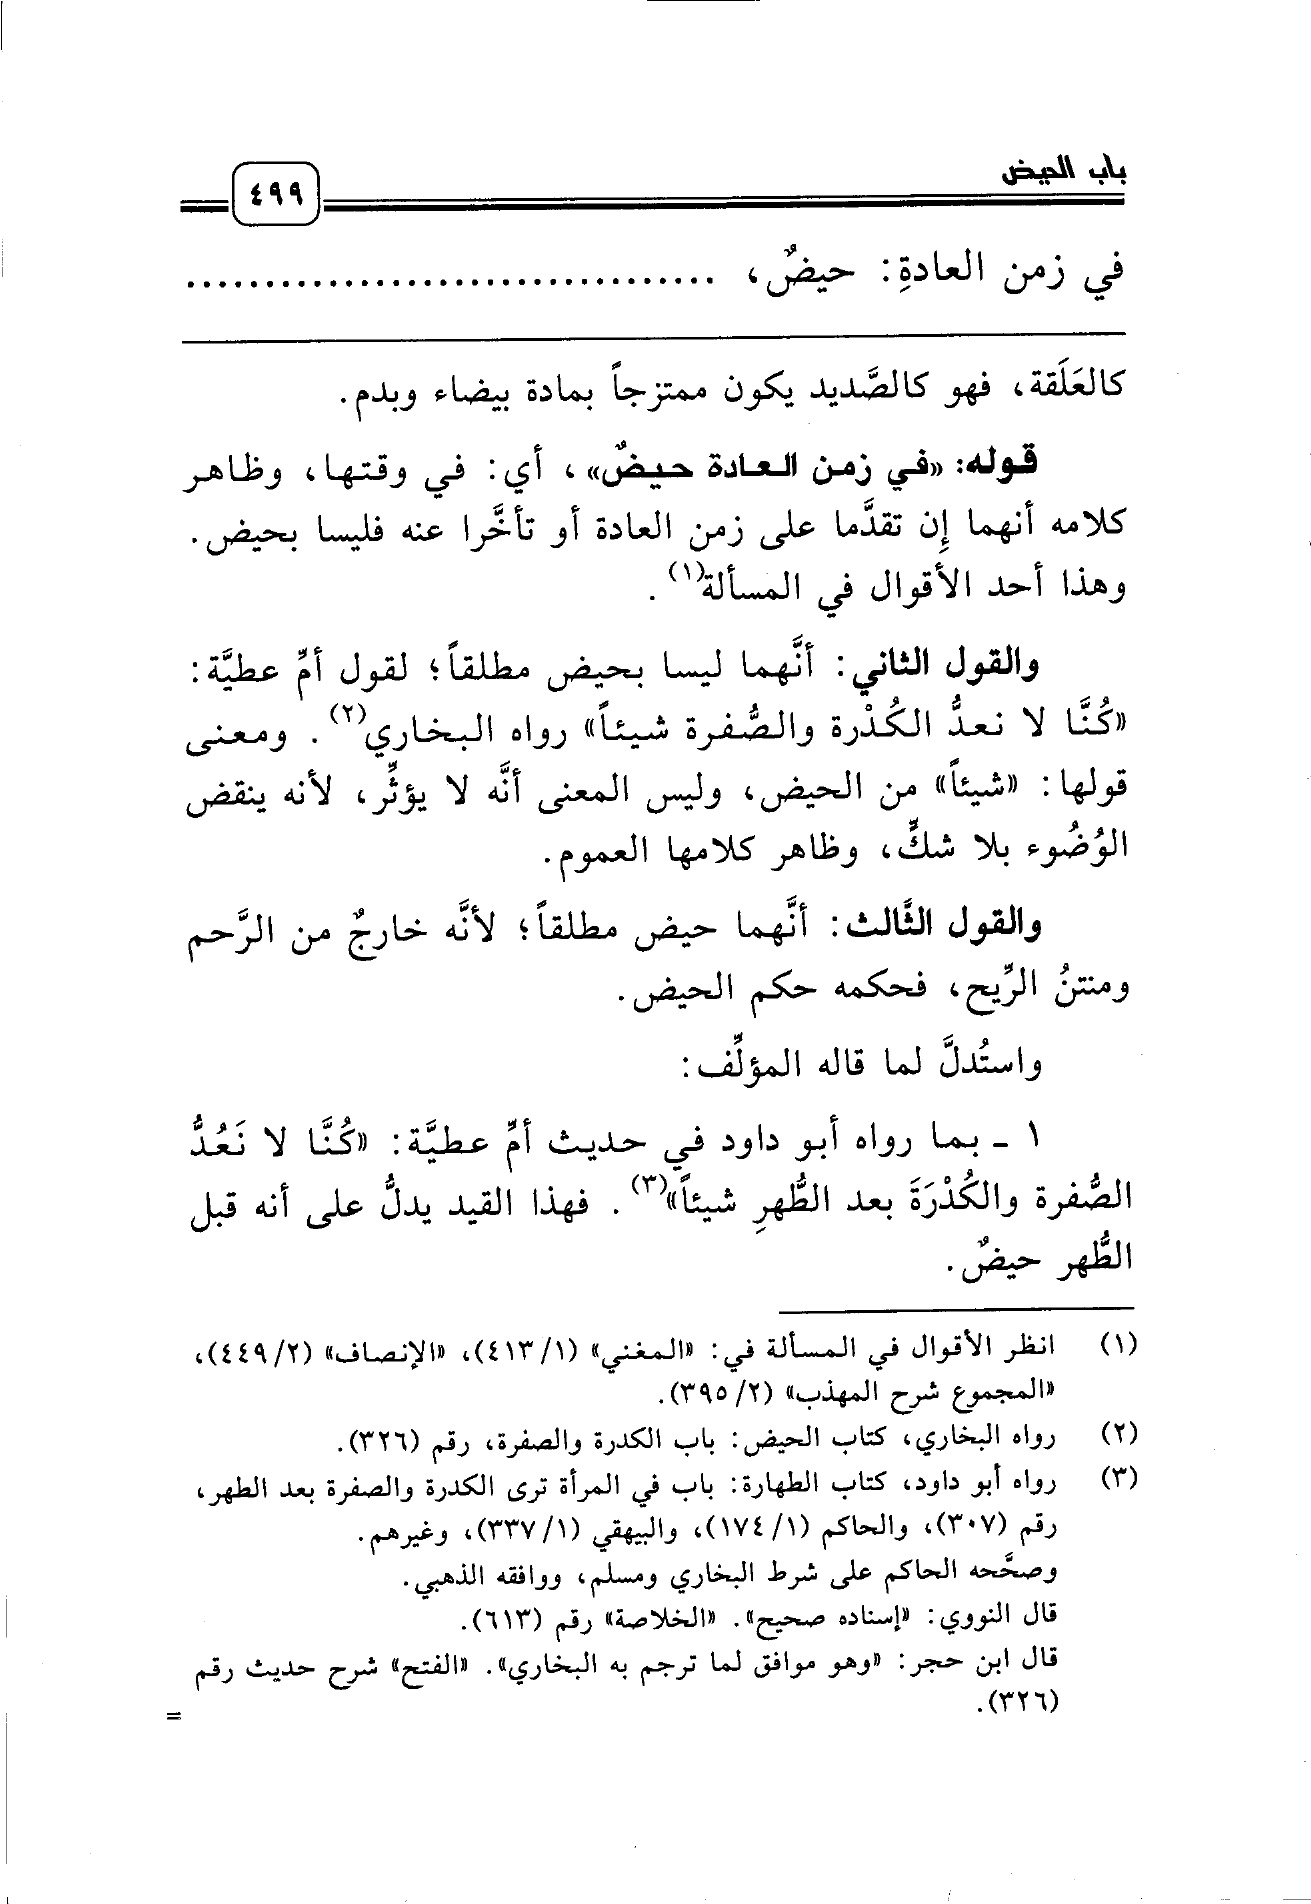 باب الحيض
٤٩٩
في زمن العادةِ: حيضٌ، ..................................
كالعَلَقة، فهو كالصَّديد يكون ممتزجاً بمادة بيضاء وبدم.
قوله: «في زمن العادة حيضٌ»، أي: في وقتها، وظاهر
كلامه أنهما إِن تقدَّما على زمن العادة أو تأخَّرا عنه فليسا بحيض.
وهذا أحد الأقوال في المسألة(١).
والقول الثاني: أنَّهما ليسا بحيض مطلقاً؛ لقول أمِّ عطيَّة:
«كُنَّا لا نعدُّ الكُدْرة والصُّفرة شيئاً» رواه البخاري(٢). ومعنى
قولها: «شيئاً» من الحيض، وليس المعنى أنَّه لا يؤثِّر، لأنه ينقض
الوُضُوء بلا شكٍّ، وظاهر كلامها العموم.
والقول الثَّالث: أنَّهما حيض مطلقاً؛ لأنَّه خارجٌ من الرَّحم
ومنتنُ الرِّيح، فحكمه حكم الحيض.
واستُدلَّ لما قاله المؤلِّف:
١ ـ بما رواه أبو داود في حديث أمِّ عطيَّة: «كُنَّا لا نَعُدُّ
الصُّفرة والكُدْرَةَ بعد الطُّهرِ شيئاً»(٣). فهذا القيد يدلُّ على أنه قبل
الطُّهر حيضٌ.
(١) انظر الأقوال في المسألة في: «المغني» (٤١٣/١)، «الإنصاف» (٤٤٩/٢)،
«المجموع شرح المهذب» (٣٩٥/٢).
(٢) رواه البخاري، كتاب الحيض: باب الكدرة والصفرة، رقم (٣٢٦).
(٣) رواه أبو داود، كتاب الطهارة: باب في المرأة ترى الكدرة والصفرة بعد الطهر،
رقم (٣٠٧)، والحاكم (١٧٤/١)، والبيهقي (٣٣٧/١)، وغيرهم.
وصحَّحه الحاكم على شرط البخاري ومسلم، ووافقه الذهبي.
قال النووي: «إسناده صحيح». «الخلاصة» رقم (٦١٣).
قال ابن حجر: «وهو موافق لما ترجم به البخاري». «الفتح» شرح حديث رقم
(٣٢٦).
=